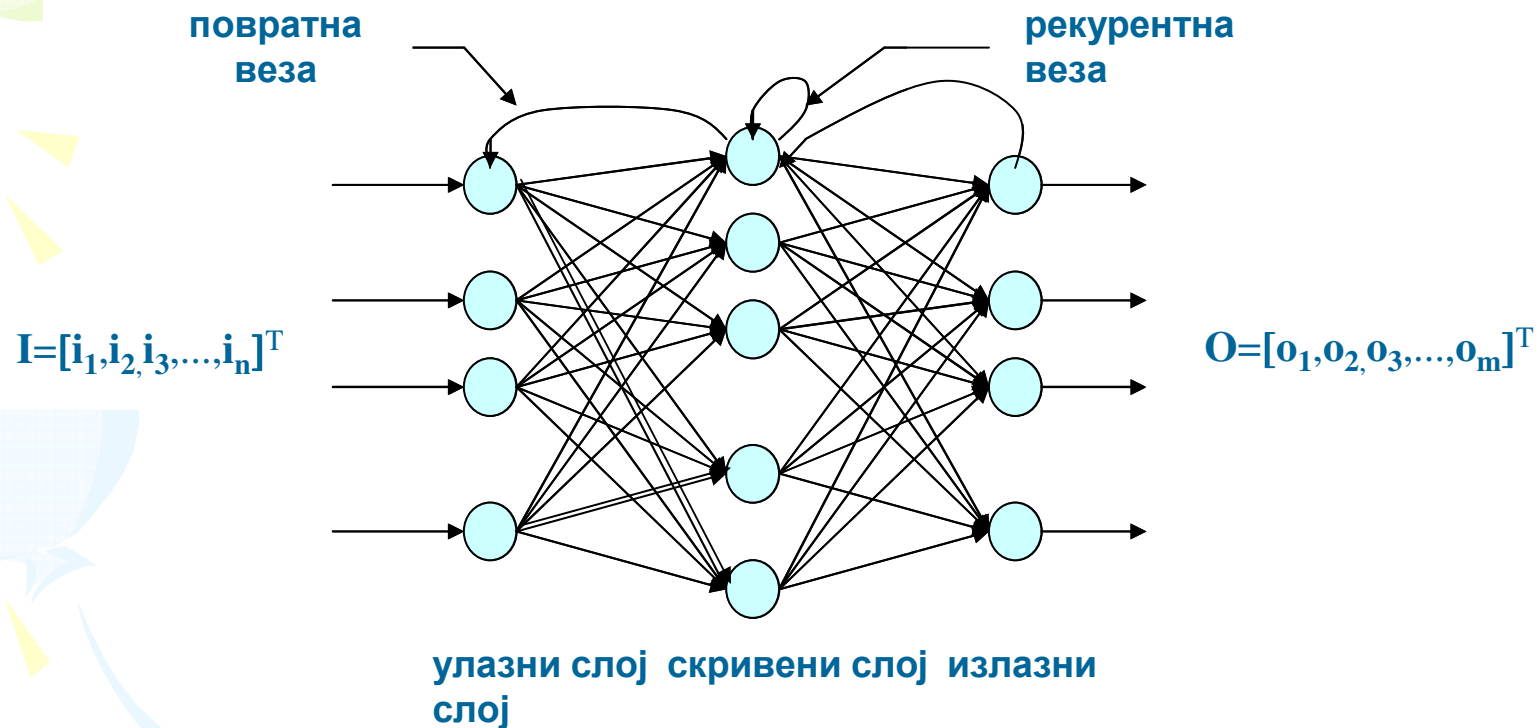 повратна
веза
рекурентна
веза
I=[i₁,i₂,i₃,...,iₙ]ᵀ
O=[o₁,o₂,o₃,...,oₘ]ᵀ
улазни слој скривени слој излазни
слој